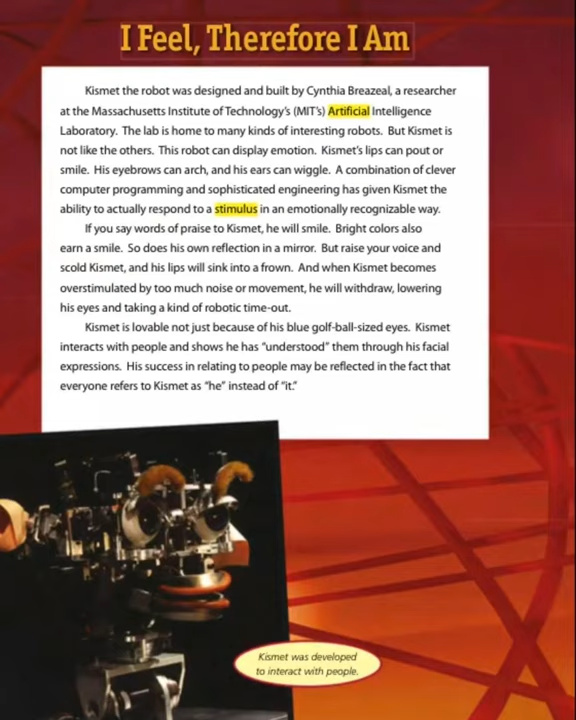 I Feel, Therefore I Am
Kismet the robot was designed and built by Cynthia Breazeal, a researcher
at the Massachusetts Institute of Technology's (MIT's) Artificial Intelligence
Laboratory. The lab is home to many kinds of interesting robots. But Kismet is
not like the others. This robot can display emotion. Kismet's lips can pout or
smile. His eyebrows can arch, and his ears can wiggle. A combination of clever
computer programming and sophisticated engineering has given Kismet the
ability to actually respond to a stimulus in an emotionally recognizable way.
If you say words of praise to Kismet, he will smile. Bright colors also
earn a smile. So does his own reflection in a mirror. But raise your voice and
scold Kismet, and his lips will sink into a frown. And when Kismet becomes
overstimulated by too much noise or movement, he will withdraw, lowering
his eyes and taking a kind of robotic time-out.
Kismet is lovable not just because of his blue golf-ball-sized eyes. Kismet
interacts with people and shows he has "understood" them through his facial
expressions. His success in relating to people may be reflected in the fact that
everyone refers to Kismet as "he" instead of "it."
Kismet was developed
to interact with people.